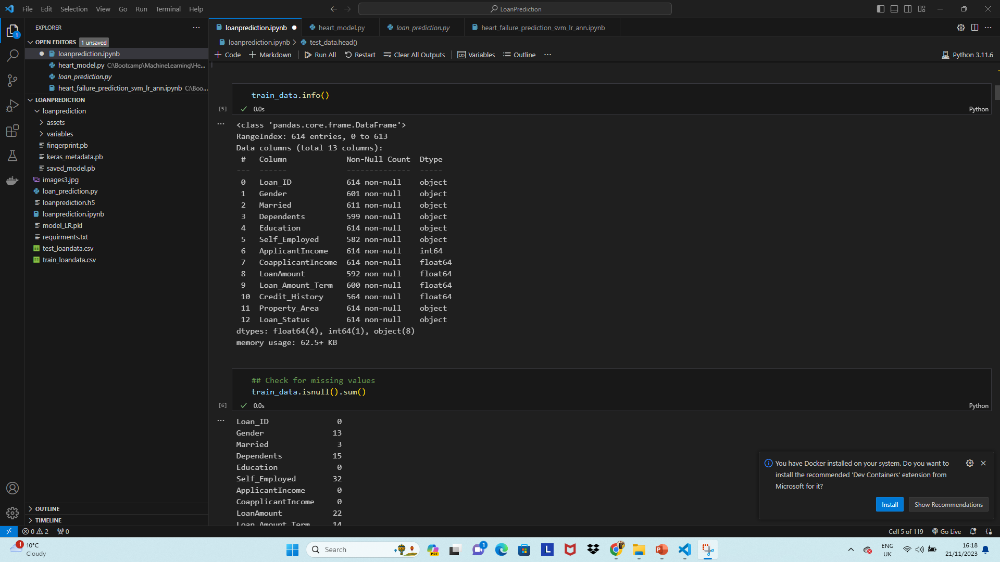 File Edit Selection View Go Run Terminal Help
LoanPrediction
EXPLORER
OPEN EDITORS 1 unsaved
loanprediction.ipynb
heart_model.py C:\Bootcamp\MachineLearning\He...
loan_prediction.py
heart_failure_prediction_svm_lr_ann.ipynb C:\Boo...
LOANPREDICTION
loanprediction
assets
variables
fingerprint.pb
keras_metadata.pb
saved_model.pb
images3.jpg
loan_prediction.py
loanprediction.h5
loanprediction.ipynb
model_LR.pkl
requirments.txt
test_loandata.csv
train_loandata.csv
OUTLINE
TIMELINE
loanprediction.ipynb heart_model.py loan_prediction.py heart_failure_prediction_svm_lr_ann.ipynb
loanprediction.ipynb > test_data.head()
+ Code + Markdown Run All Restart Clear All Outputs Variables Outline ... Python 3.11.6
train_data.info()
[5] 0.0s Python
<class 'pandas.core.frame.DataFrame'>
RangeIndex: 614 entries, 0 to 613
Data columns (total 13 columns):
# Column Non-Null Count Dtype
--- ------ -------------- -----
0 Loan_ID 614 non-null object
1 Gender 601 non-null object
2 Married 611 non-null object
3 Dependents 599 non-null object
4 Education 614 non-null object
5 Self_Employed 582 non-null object
6 ApplicantIncome 614 non-null int64
7 CoapplicantIncome 614 non-null float64
8 LoanAmount 592 non-null float64
9 Loan_Amount_Term 600 non-null float64
10 Credit_History 564 non-null float64
11 Property_Area 614 non-null object
12 Loan_Status 614 non-null object
dtypes: float64(4), int64(1), object(8)
memory usage: 62.5+ KB
## Check for missing values
train_data.isnull().sum()
[6] 0.0s Python
Loan_ID 0
Gender 13
Married 3
Dependents 15
Education 0
Self_Employed 32
ApplicantIncome 0
CoapplicantIncome 0
LoanAmount 22
Loan_Amount_Term 14
You have Docker installed on your system. Do you want to
install the recommended 'Dev Containers' extension from
Microsoft for it?
Install Show Recommendations
0 2 0 Cell 5 of 119 Go Live
1 10°C
Cloudy
Search
PRE
1
L
P
ENG
UK
16:18
21/11/2023